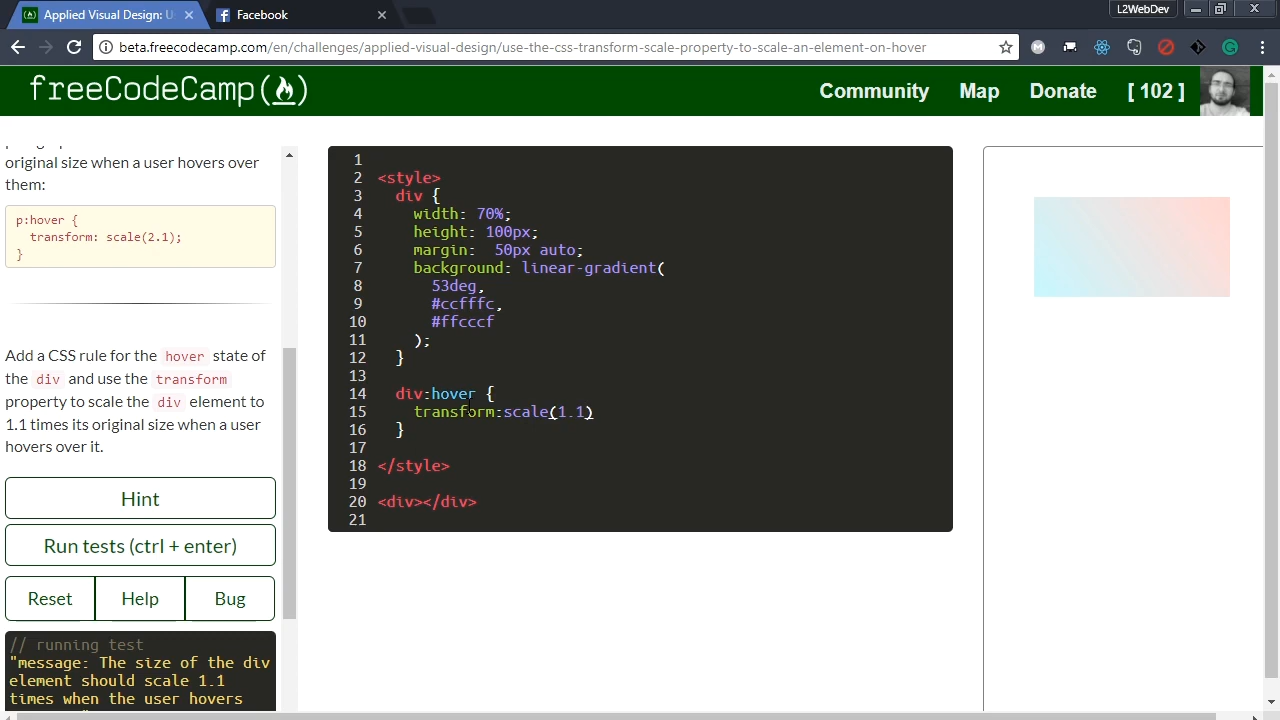 L2WebDev
Applied Visual Design: U
Facebook
beta.freecodecamp.com/en/challenges/applied-visual-design/use-the-css-transform-scale-property-to-scale-an-element-on-hover
freeCodeCamp
Community
Map
Donate
[ 102 ]
original size when a user hovers over
them:
p:hover {
transform: scale(2.1);
}
Add a CSS rule for the hover state of
the div and use the transform
property to scale the div element to
1.1 times its original size when a user
hovers over it.
Hint
Run tests (ctrl + enter)
Reset
Help
Bug
// running test
"message: The size of the div
element should scale 1.1
times when the user hovers
1
2 <style>
3 div {
4 width: 70%;
5 height: 100px;
6 margin:  50px auto;
7 background: linear-gradient(
8 53deg,
9 #ccfffc,
10 #ffcccf
11 );
12 }
13
14 div:hover {
15 transform:scale(1.1)
16 }
17
18 </style>
19
20 <div></div>
21